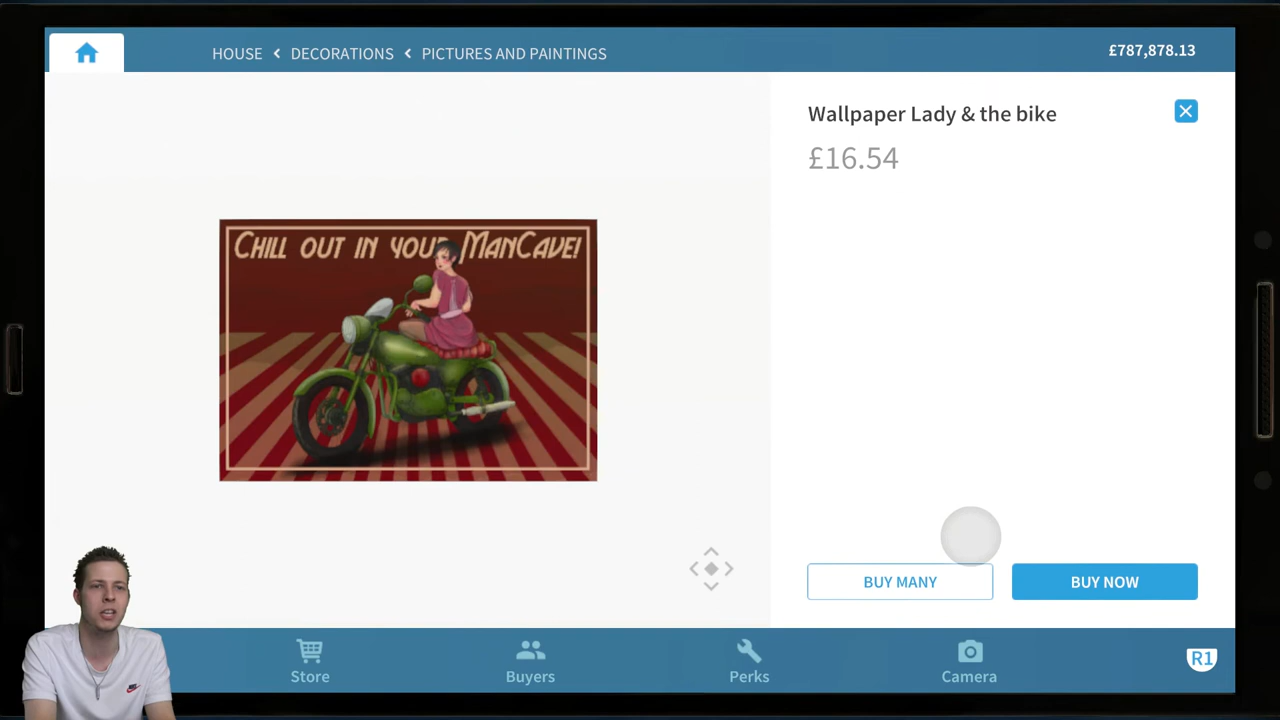 HOUSE < DECORATIONS < PICTURES AND PAINTINGS
£787,878.13
Wallpaper Lady & the bike
£16.54
CHILL OUT IN YOUR MANCAVE!
BUY MANY
BUY NOW
Store
Buyers
Perks
Camera
R1